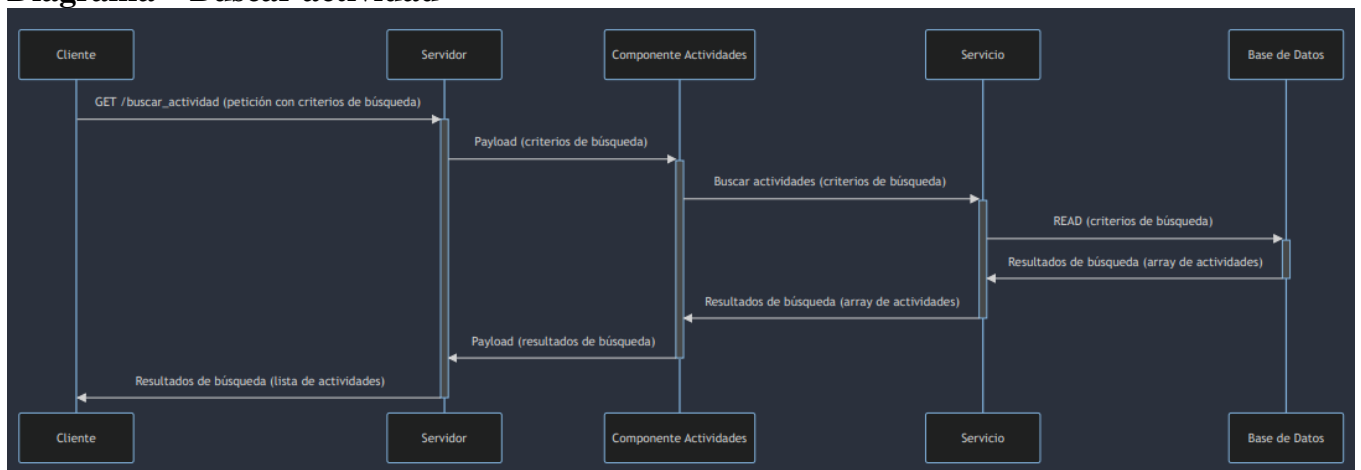 Diagrama – Buscar actividad
Cliente
Servidor
Componente Actividades
Servicio
Base de Datos
GET /buscar_actividad (petición con criterios de búsqueda)
Payload (criterios de búsqueda)
Buscar actividades (criterios de búsqueda)
READ (criterios de búsqueda)
Resultados de búsqueda (array de actividades)
Resultados de búsqueda (array de actividades)
Payload (resultados de búsqueda)
Resultados de búsqueda (lista de actividades)
Cliente
Servidor
Componente Actividades
Servicio
Base de Datos